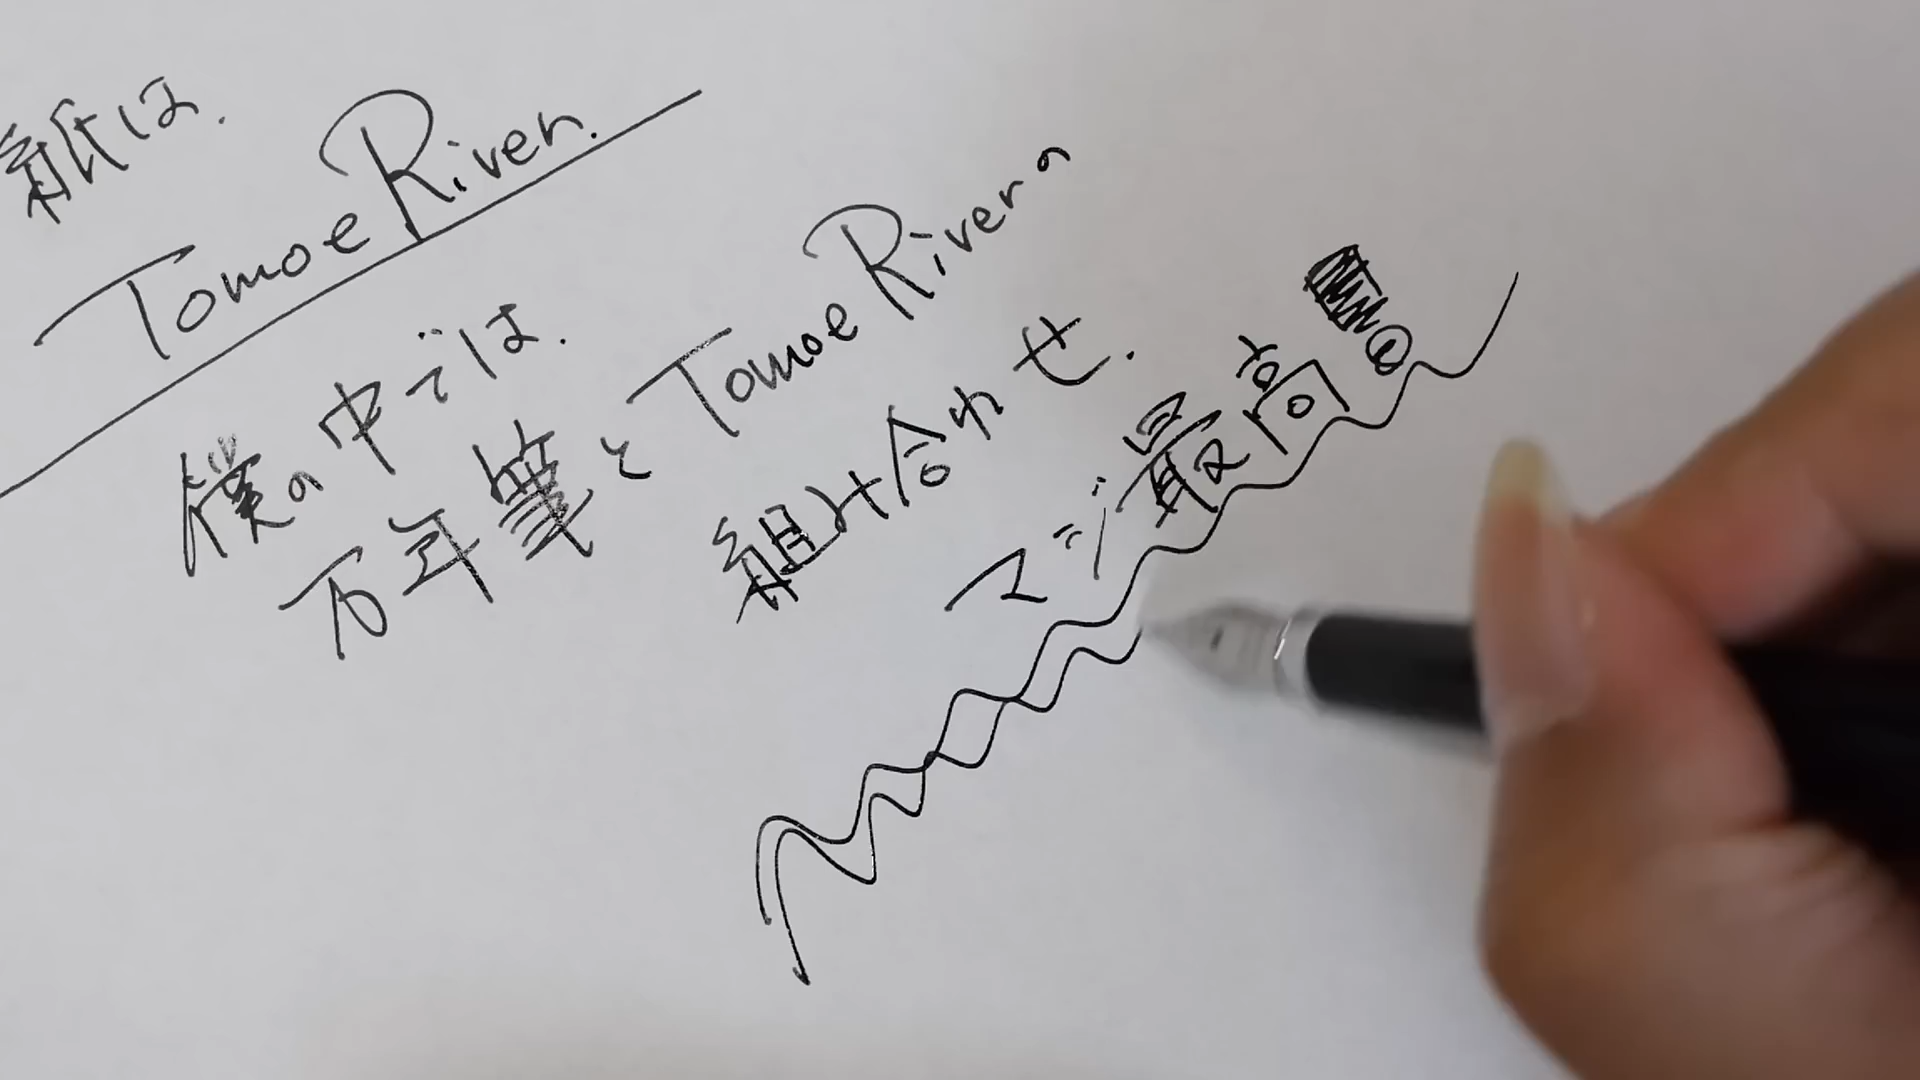 紙は.
Tomoe River.
僕の中では.
万年筆とTomoe Riverの
組み合わせ.
マジ最高!